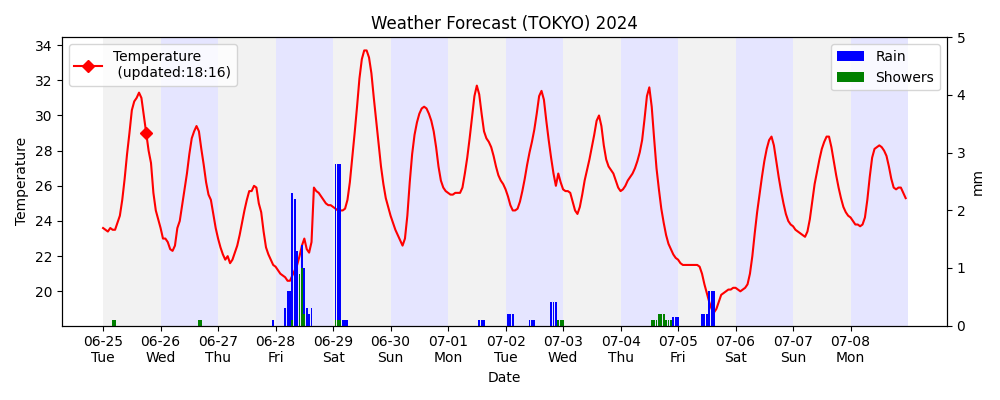 Weather Forecast (TOKYO) 2024
Temperature
(updated:18:16)
Rain
Showers
Temperature
34
32
30
28
26
24
22
20
5
4
3
2
1
0
mm
06-25 06-26 06-27 06-28 06-29 06-30 07-01 07-02 07-03 07-04 07-05 07-06 07-07 07-08
Tue Wed Thu Fri Sat Sun Mon Tue Wed Thu Fri Sat Sun Mon
Date